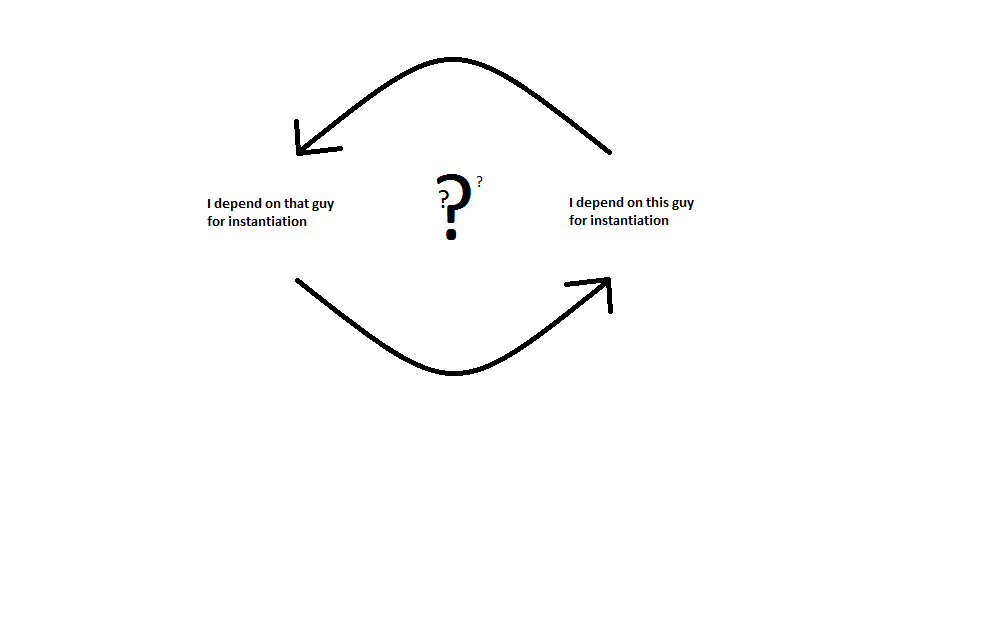 ?
?
?
I depend on that guy
for instantiation
I depend on this guy
for instantiation